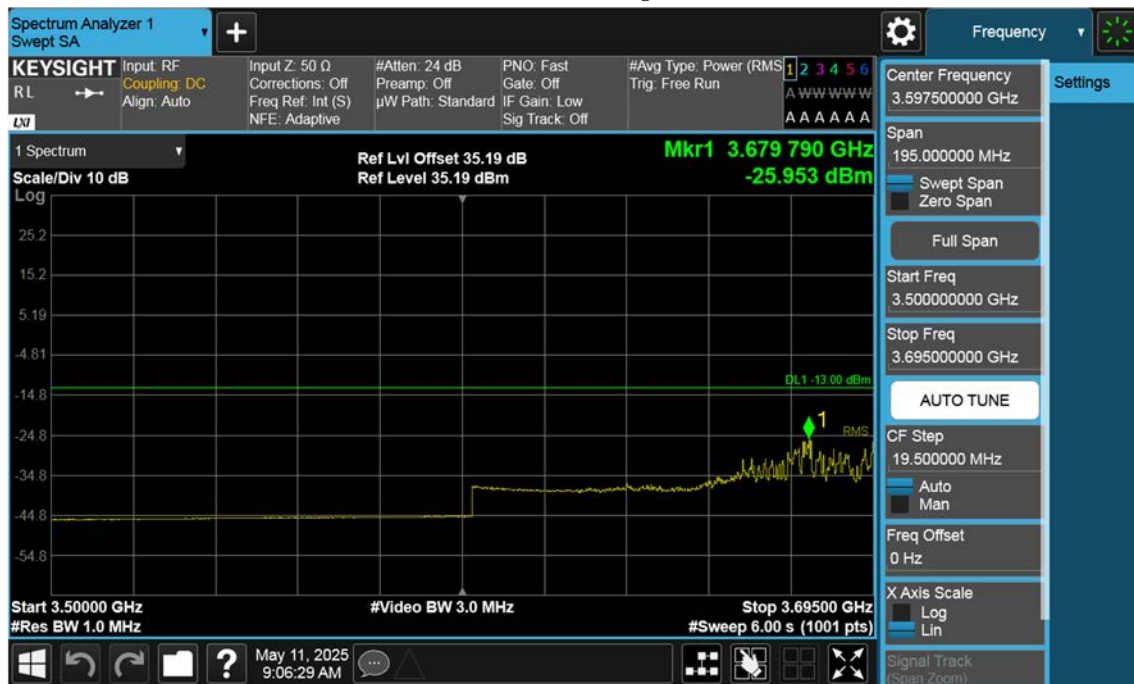 Spectrum Analyzer 1
Swept SA
Frequency
KEYSIGHT
RL
LXI
Input: RF
Coupling: DC
Align: Auto
Input Z: 50 Ω
Corrections: Off
Freq Ref: Int (S)
NFE: Adaptive
#Atten: 24 dB
Preamp: Off
µW Path: Standard
PNO: Fast
Gate: Off
IF Gain: Low
Sig Track: Off
#Avg Type: Power (RMS
Trig: Free Run
1 2 3 4 5 6
A W W W W W
A A A A A A
1 Spectrum
Scale/Div 10 dB
Ref Lvl Offset 35.19 dB
Ref Level 35.19 dBm
Mkr1 3.679 790 GHz
-25.953 dBm
Log
25.2
15.2
5.19
-4.81
-14.8
-24.8
-34.8
-44.8
-54.8
DL1 -13.00 dBm
1
RMS
Start 3.50000 GHz
#Res BW 1.0 MHz
#Video BW 3.0 MHz
Stop 3.69500 GHz
#Sweep 6.00 s (1001 pts)
Center Frequency
3.597500000 GHz
Settings
Span
195.000000 MHz
Swept Span
Zero Span
Full Span
Start Freq
3.500000000 GHz
Stop Freq
3.695000000 GHz
AUTO TUNE
CF Step
19.500000 MHz
Auto
Man
Freq Offset
0 Hz
X Axis Scale
Log
Lin
Signal Track
(Span Zoom)
?
May 11, 2025
9:06:29 AM